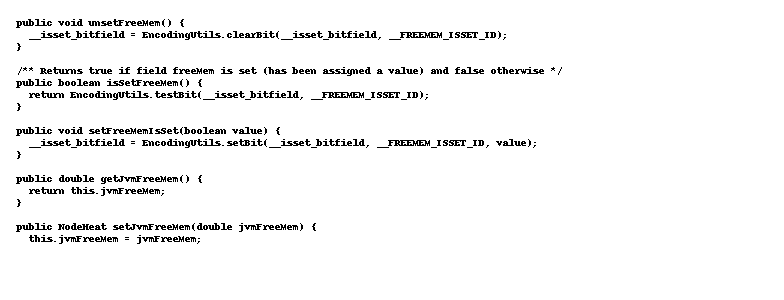 public void unsetFreeMem() {
  __isset_bitfield = EncodingUtils.clearBit(__isset_bitfield, __FREEMEM_ISSET_ID);
}

/** Returns true if field freeMem is set (has been assigned a value) and false otherwise */
public boolean isSetFreeMem() {
  return EncodingUtils.testBit(__isset_bitfield, __FREEMEM_ISSET_ID);
}

public void setFreeMemIsSet(boolean value) {
  __isset_bitfield = EncodingUtils.setBit(__isset_bitfield, __FREEMEM_ISSET_ID, value);
}

public double getJvmFreeMem() {
  return this.jvmFreeMem;
}

public NodeHeat setJvmFreeMem(double jvmFreeMem) {
  this.jvmFreeMem = jvmFreeMem;